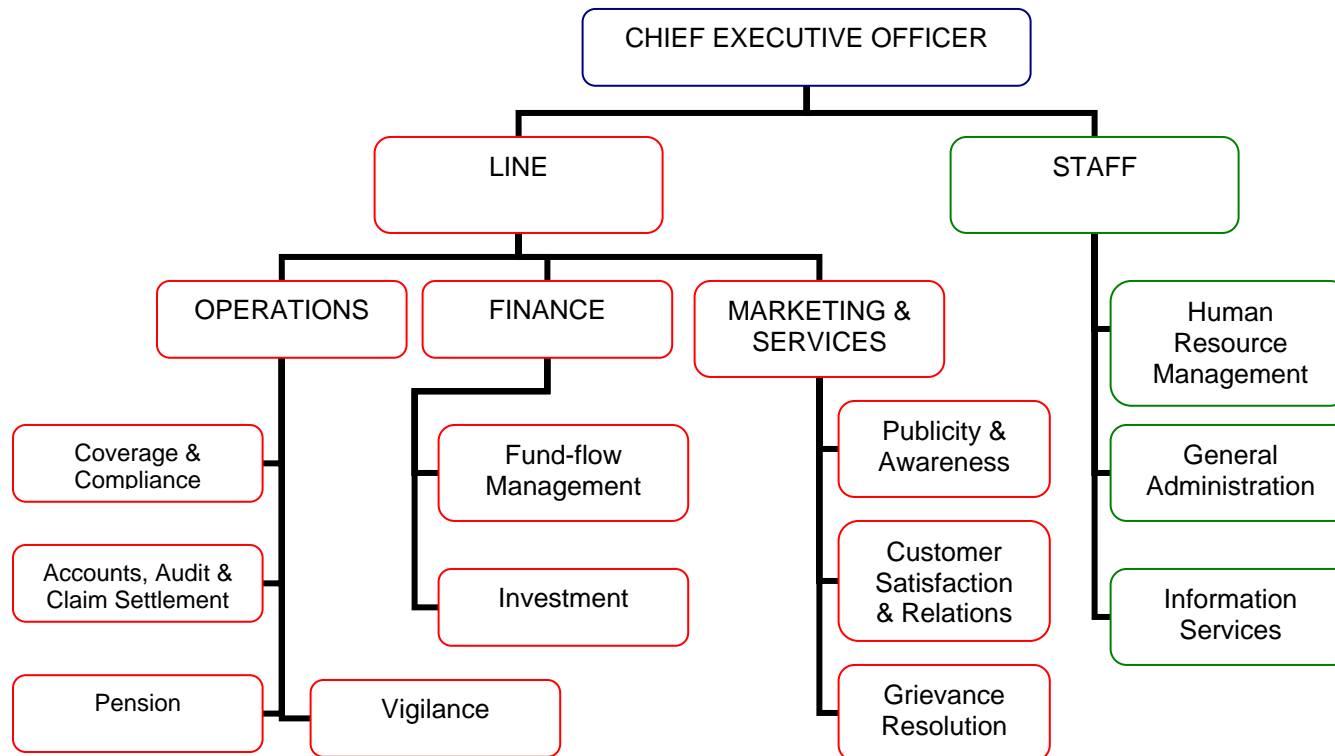 CHIEF EXECUTIVE OFFICER
LINE
STAFF
OPERATIONS
FINANCE
MARKETING &
SERVICES
Human
Resource
Management
Coverage &
Compliance
Fund-flow
Management
Publicity &
Awareness
General
Administration
Accounts, Audit &
Claim Settlement
Investment
Customer
Satisfaction
& Relations
Information
Services
Pension
Vigilance
Grievance
Resolution